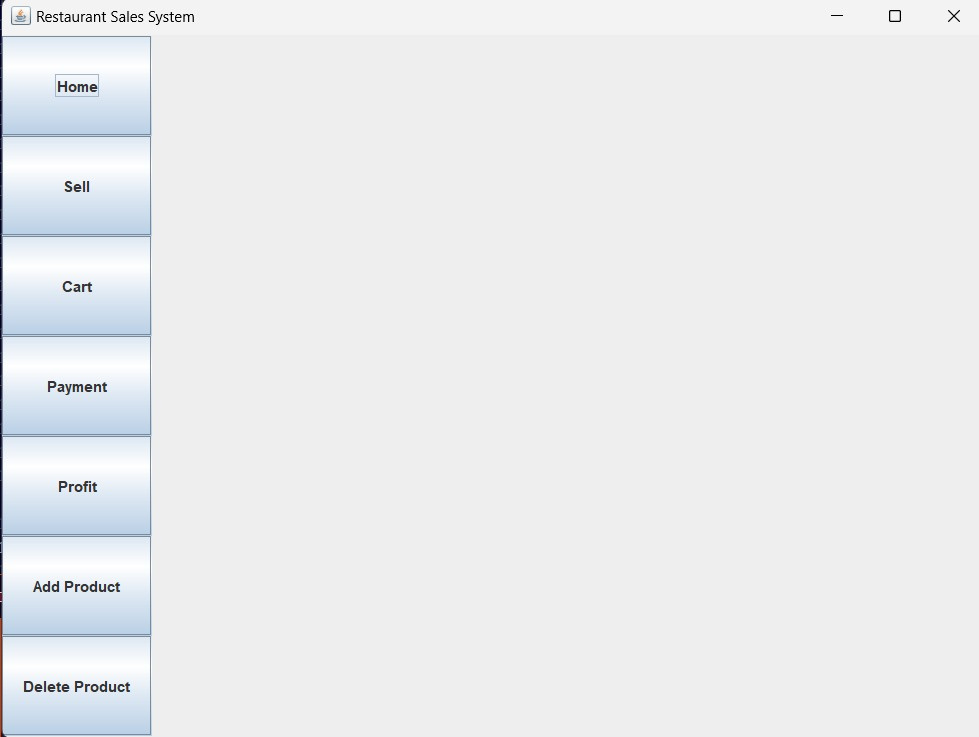 Restaurant Sales System
Home
Sell
Cart
Payment
Profit
Add Product
Delete Product